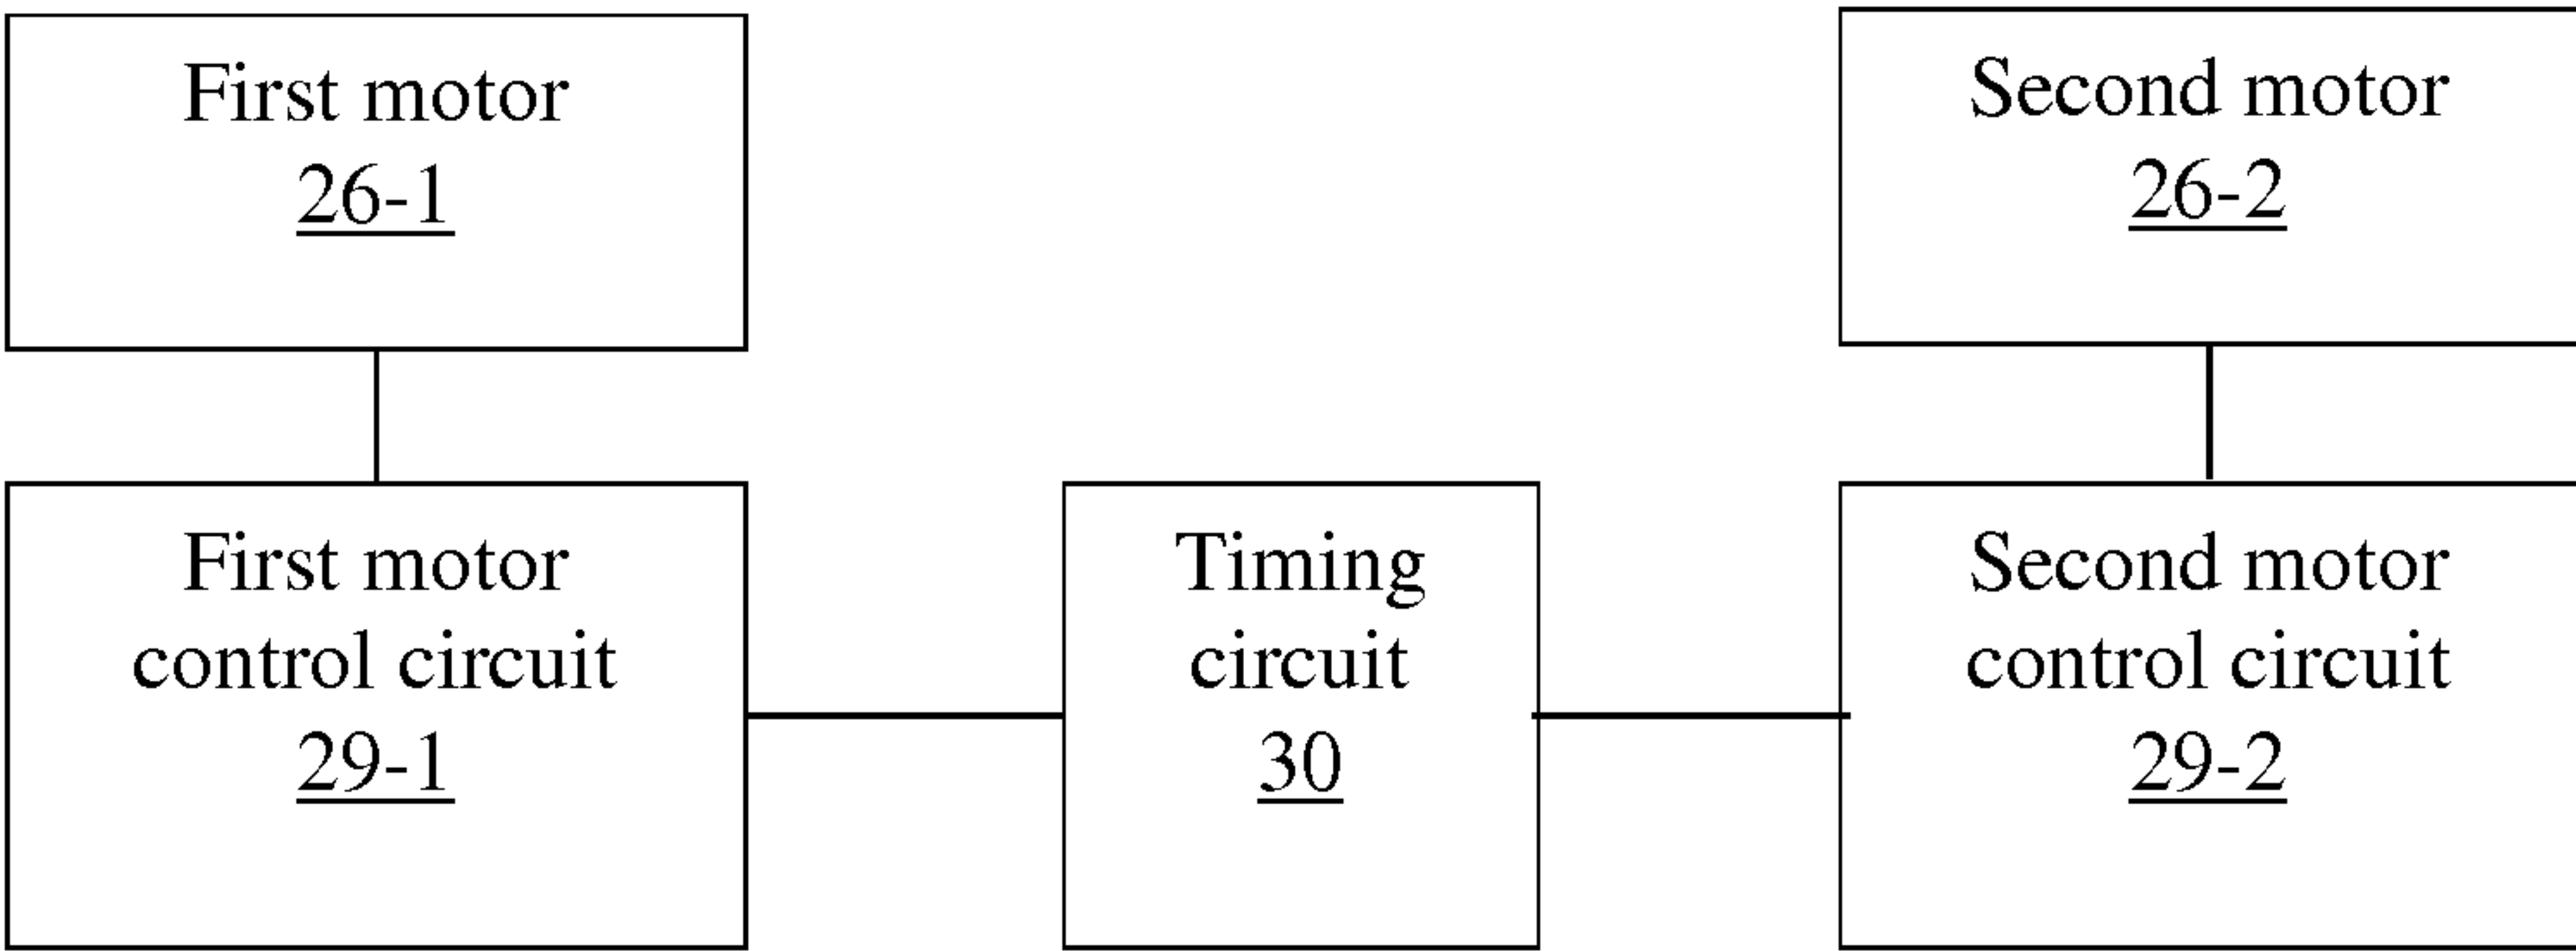 First motor
26-1
Second motor
26-2
First motor
control circuit
29-1
Timing
circuit
30
Second motor
control circuit
29-2